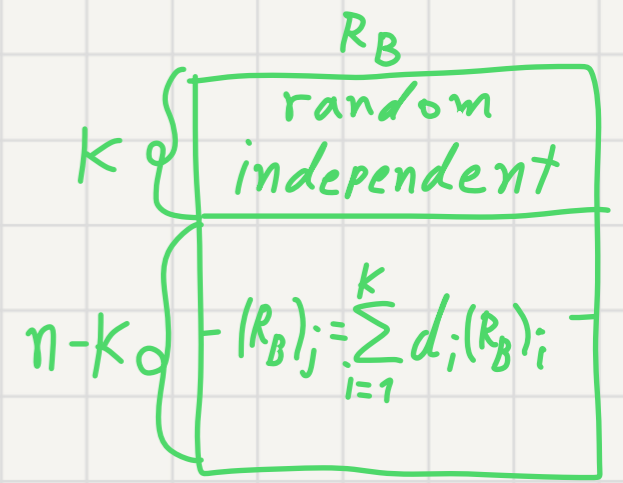 R_B
random
K
independent
n-K
- (R_B)_j = \sum_{i=1}^{K} d_i (R_B)_i -